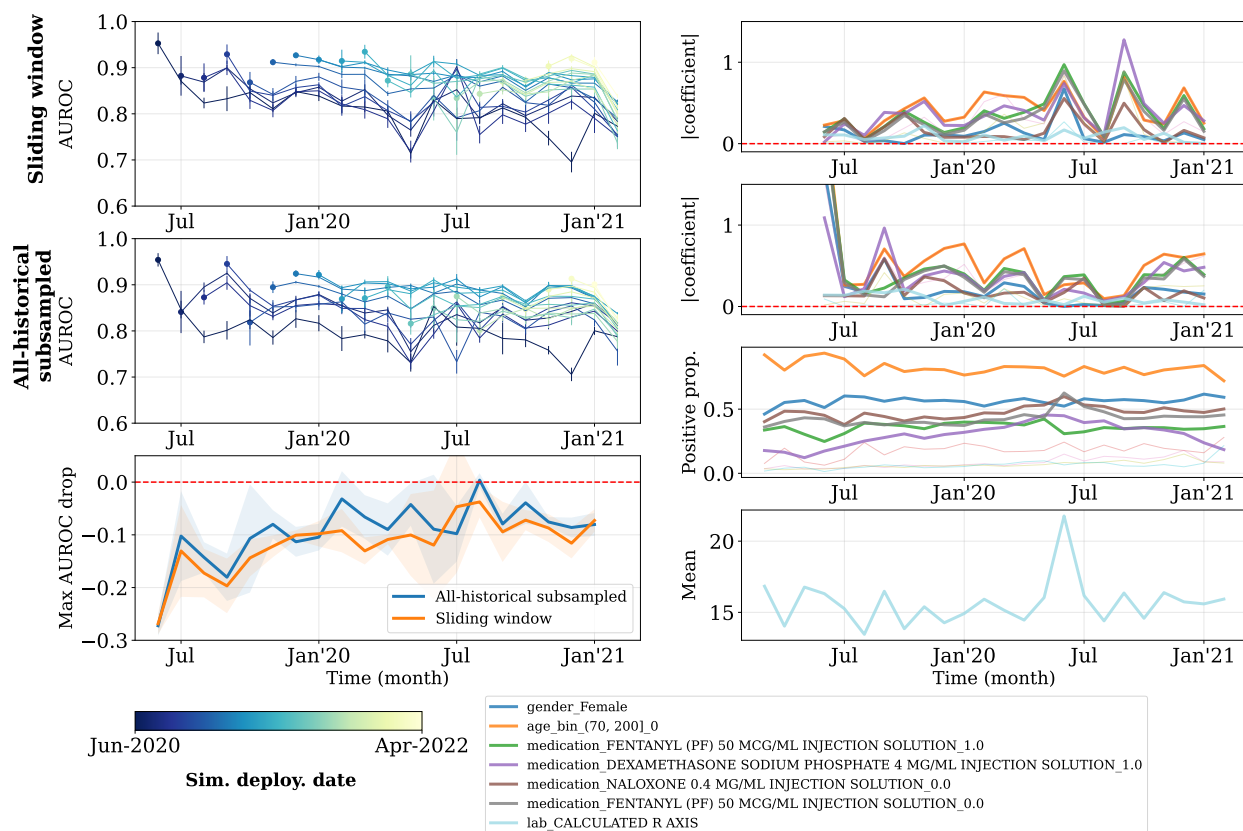 Sliding window
AUROC
1.0
0.9
0.8
0.7
0.6
Jul
Jan'20
Jul
Jan'21
All-historical
subsampled
AUROC
1.0
0.9
0.8
0.7
0.6
Jul
Jan'20
Jul
Jan'21
Max AUROC drop
0.0
−0.1
−0.2
−0.3
All-historical subsampled
Sliding window
Jul
Jan'20
Jul
Jan'21
Time (month)
|coefficient|
1
0
Jul
Jan'20
Jul
Jan'21
|coefficient|
1
0
Jul
Jan'20
Jul
Jan'21
Positive prop.
0.5
0.0
Jul
Jan'20
Jul
Jan'21
Mean
20
15
Jul
Jan'20
Jul
Jan'21
Time (month)
Jun-2020
Apr-2022
Sim. deploy. date
gender_Female
age_bin_(70, 200]_0
medication_FENTANYL (PF) 50 MCG/ML INJECTION SOLUTION_1.0
medication_DEXAMETHASONE SODIUM PHOSPHATE 4 MG/ML INJECTION SOLUTION_1.0
medication_NALOXONE 0.4 MG/ML INJECTION SOLUTION_0.0
medication_FENTANYL (PF) 50 MCG/ML INJECTION SOLUTION_0.0
lab_CALCULATED R AXIS